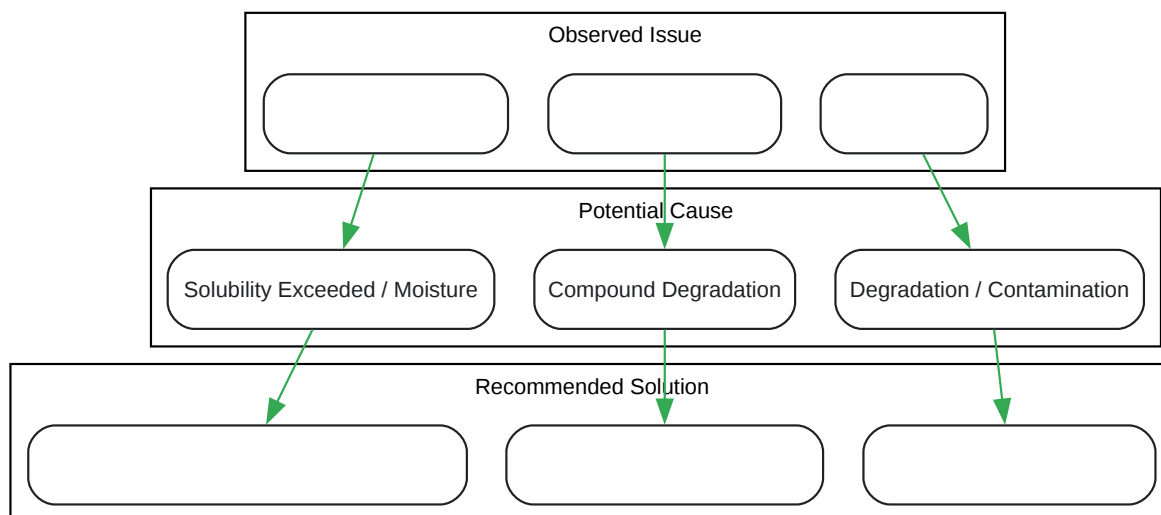 Observed Issue
Potential Cause
Solubility Exceeded / Moisture
Compound Degradation
Degradation / Contamination
Recommended Solution